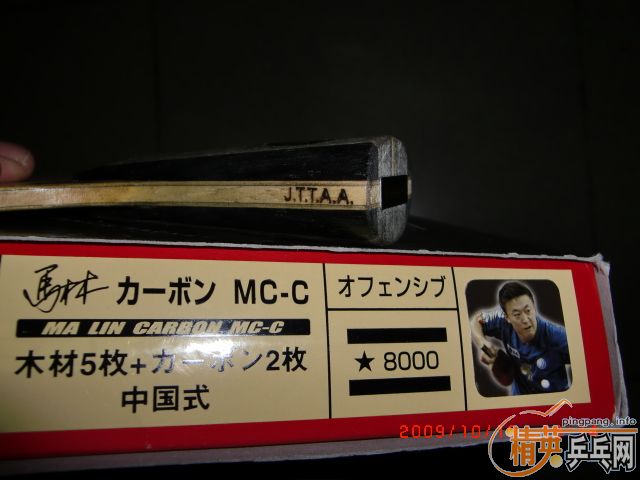 J.T.T.A.A.
馬林 カーボン MC-C
MA LIN CARBON MC-C
木材5枚+カーボン2枚
中国式
オフェンシブ
★ 8000
2009/10/1
pingpang.info
精英乒乓网